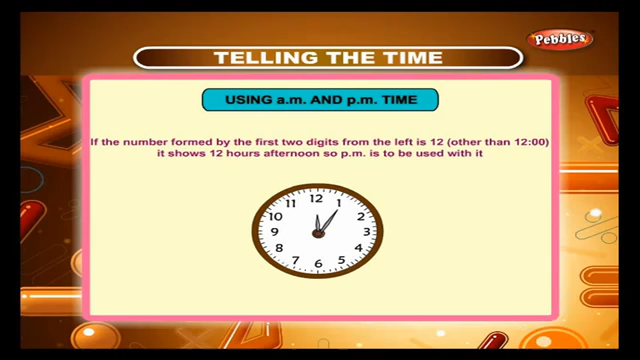 Pebbles
TELLING THE TIME
USING a.m. AND p.m. TIME
If the number formed by the first two digits from the left is 12 (other than 12:00)
it shows 12 hours afternoon so p.m. is to be used with it
12
1
2
3
4
5
6
7
8
9
10
11